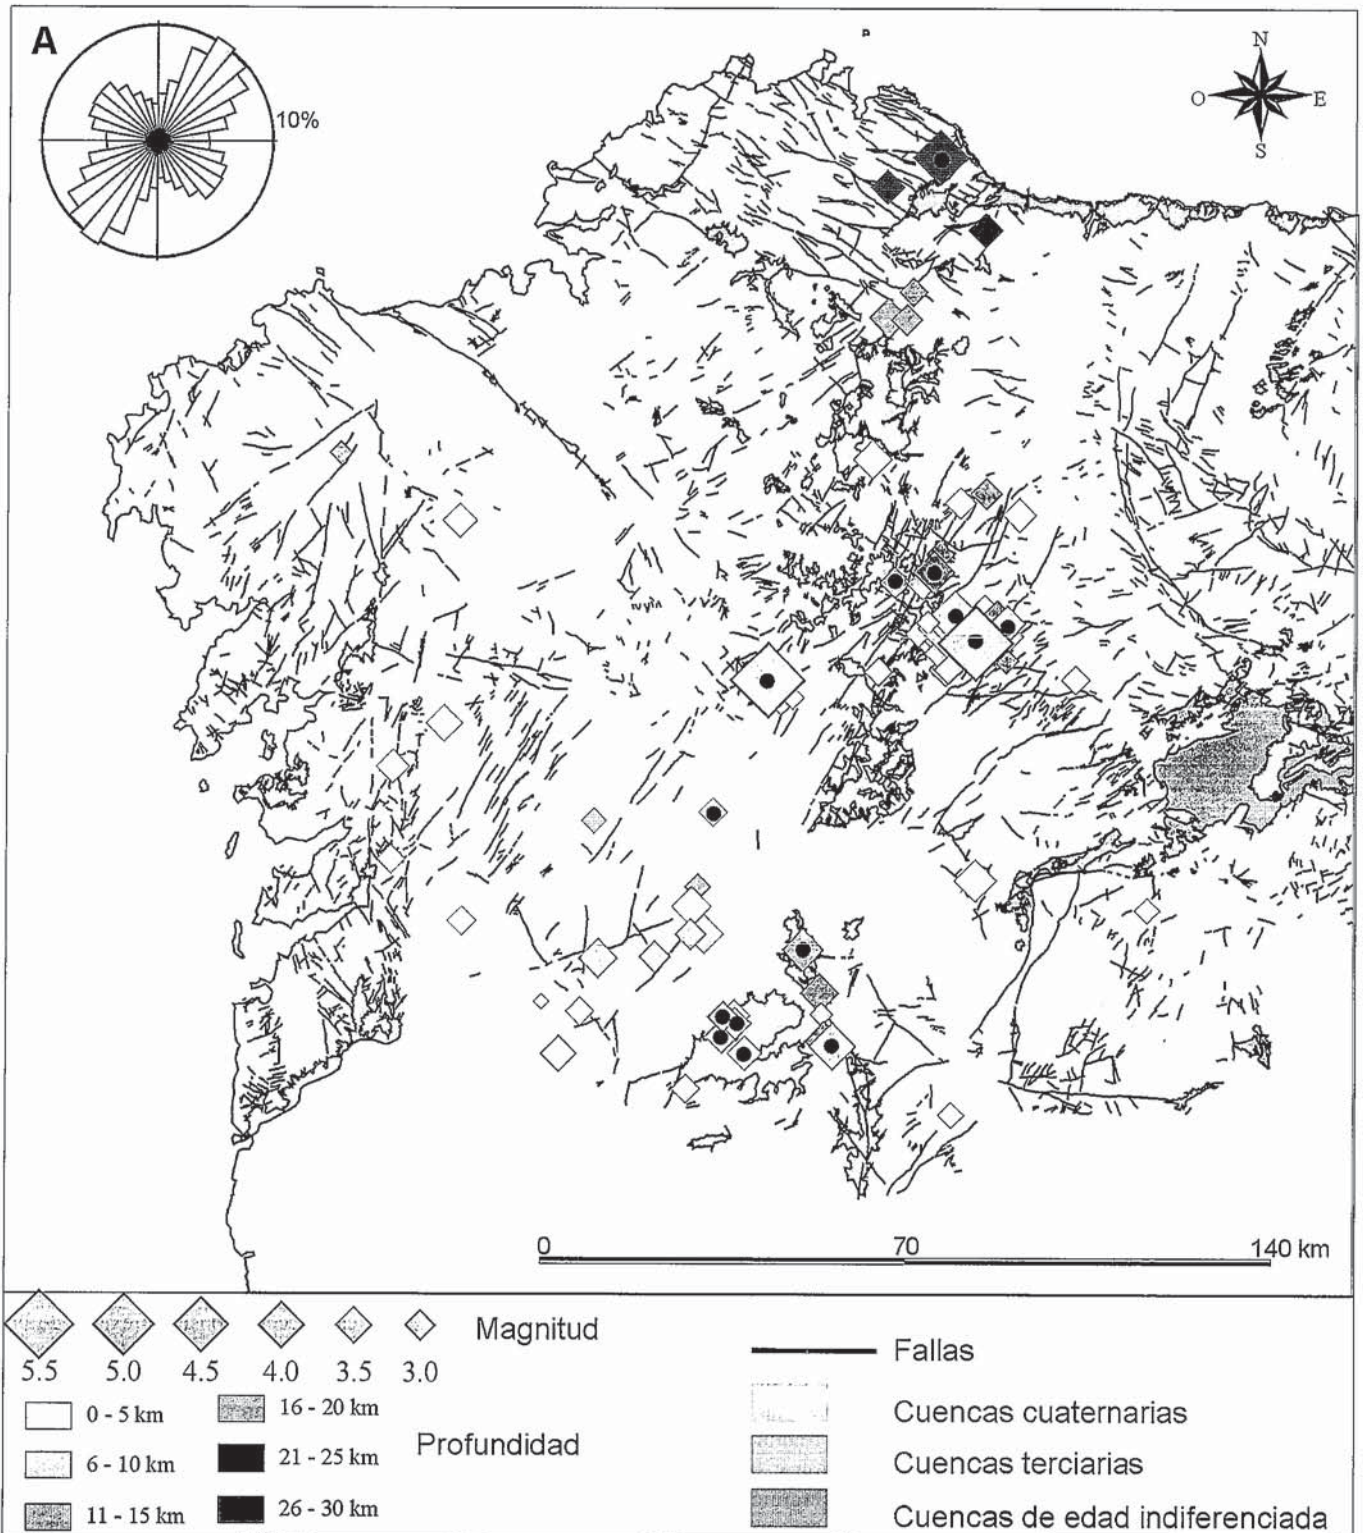 A
10%
N
O E
S
0 70 140 km
Magnitud
5.5 5.0 4.5 4.0 3.5 3.0
0 - 5 km
6 - 10 km
11 - 15 km
16 - 20 km
21 - 25 km
26 - 30 km
Profundidad
Fallas
Cuencas cuaternarias
Cuencas terciarias
Cuencas de edad indiferenciada